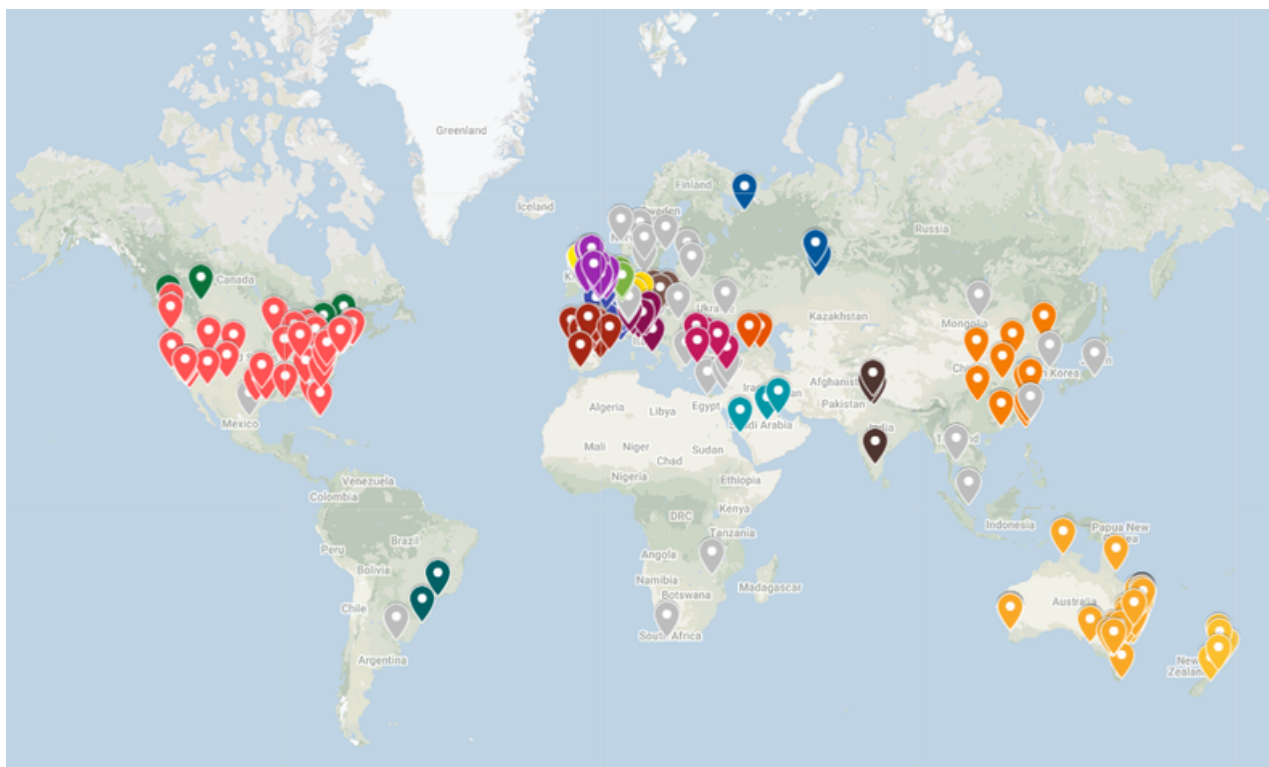 Greenland
Iceland
Finland
Sweden
Russia
Canada
Ukraine
Kazakhstan
Mongolia
Afghanistan
Pakistan
Algeria
Libya
Egypt
Saudi Arabia
India
Mexico
Mali
Niger
Chad
Sudan
Nigeria
Ethiopia
Venezuela
Colombia
DRC
Kenya
Tanzania
Indonesia
Papua New
Peru
Brazil
Bolivia
Angola
Namibia
Botswana
Madagascar
Chile
Australia
South Africa
Argentina
New
Zealand